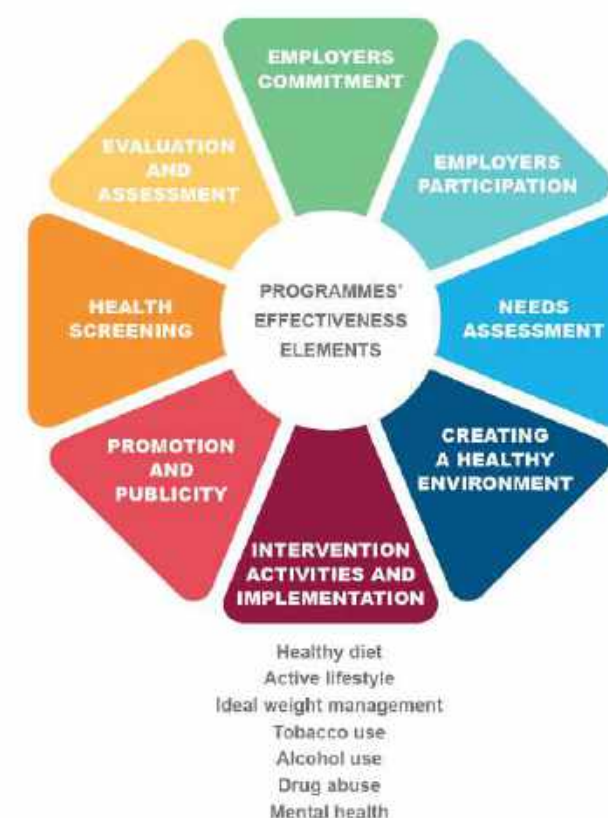 EMPLOYERS
COMMITMENT
EMPLOYERS
PARTICIPATION
NEEDS
ASSESSMENT
CREATING
A HEALTHY
ENVIRONMENT
INTERVENTION
ACTIVITIES AND
IMPLEMENTATION
PROMOTION
AND
PUBLICITY
HEALTH
SCREENING
EVALUATION
AND
ASSESSMENT
PROGRAMMES'
EFFECTIVENESS
ELEMENTS
Healthy diet
Active lifestyle
Ideal weight management
Tobacco use
Alcohol use
Drug abuse
Mental health